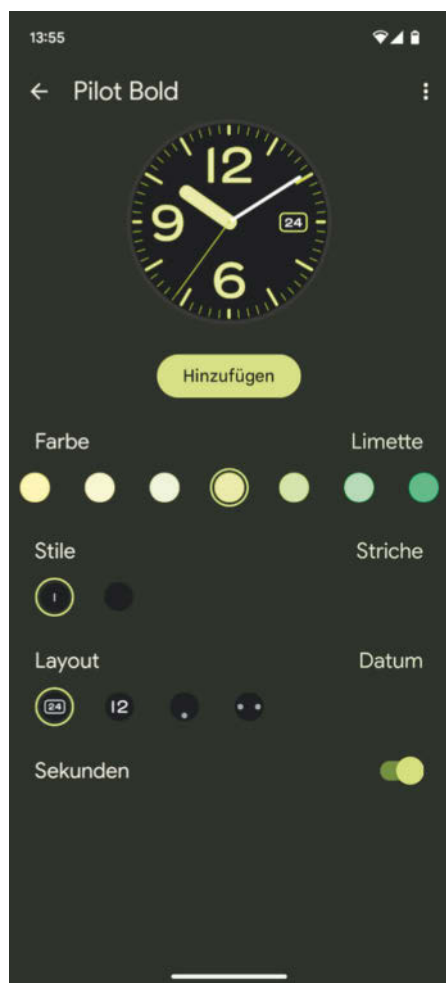 13:55
Pilot Bold
12
9
24
6
Hinzufügen
Farbe Limette
Stile Striche
Layout Datum
24 12
Sekunden